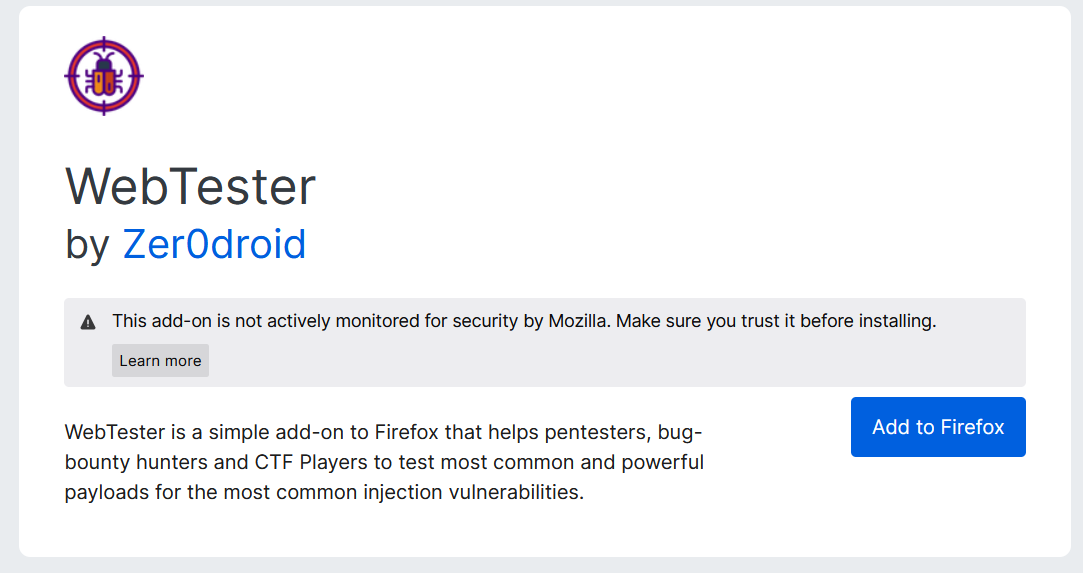 WebTester
by Zer0droid
This add-on is not actively monitored for security by Mozilla. Make sure you trust it before installing.
Learn more
WebTester is a simple add-on to Firefox that helps pentesters, bug-
bounty hunters and CTF Players to test most common and powerful
payloads for the most common injection vulnerabilities.
Add to Firefox